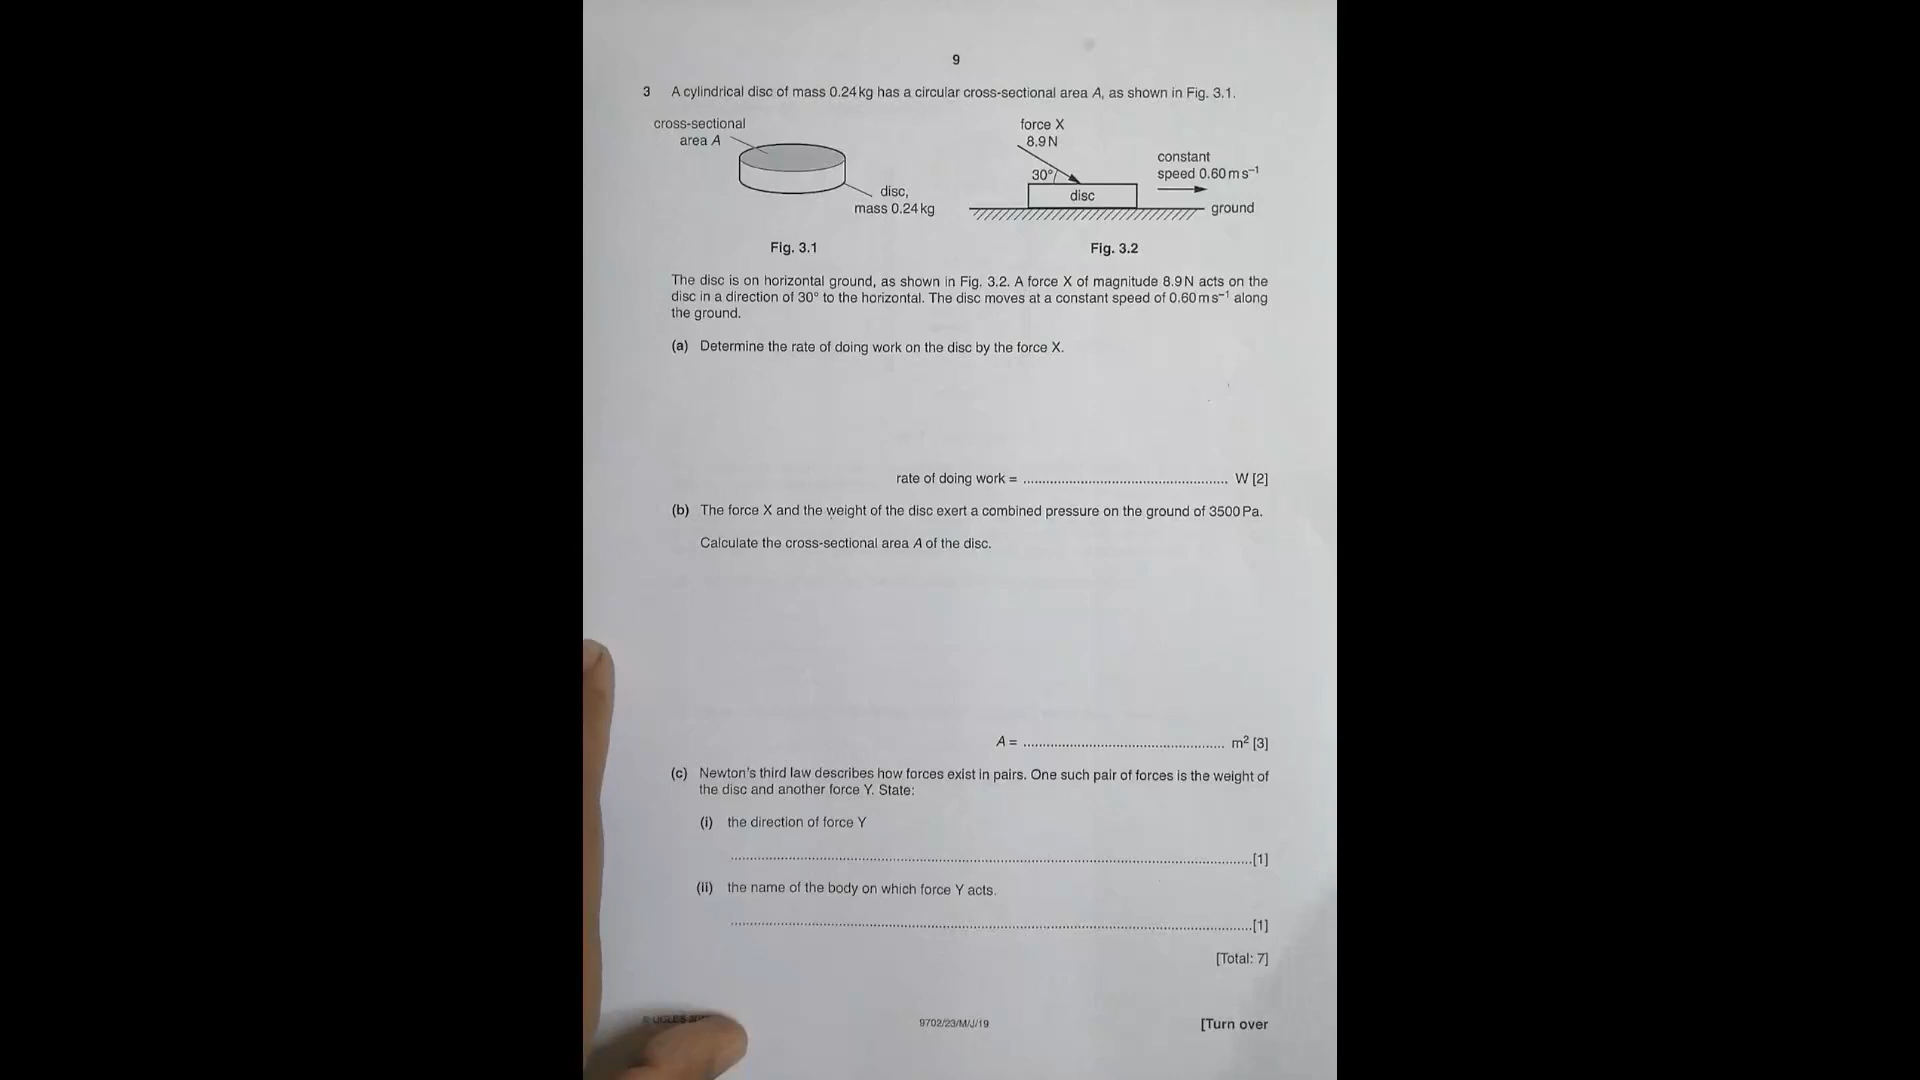 9
3 A cylindrical disc of mass 0.24 kg has a circular cross-sectional area A, as shown in Fig. 3.1.
cross-sectional
area A
disc,
mass 0.24 kg
Fig. 3.1
force X
8.9 N
30°
disc
constant
speed 0.60 m s⁻¹
ground
Fig. 3.2
The disc is on horizontal ground, as shown in Fig. 3.2. A force X of magnitude 8.9 N acts on the
disc in a direction of 30° to the horizontal. The disc moves at a constant speed of 0.60 m s⁻¹ along
the ground.
(a) Determine the rate of doing work on the disc by the force X.
rate of doing work = ................................................... W [2]
(b) The force X and the weight of the disc exert a combined pressure on the ground of 3500 Pa.
Calculate the cross-sectional area A of the disc.
A = .................................................. m² [3]
(c) Newton's third law describes how forces exist in pairs. One such pair of forces is the weight of
the disc and another force Y. State:
(i) the direction of force Y
..................................................................................................................................[1]
(ii) the name of the body on which force Y acts.
..................................................................................................................................[1]
[Total: 7]
© UCLES
9702/23/M/J/19
[Turn over